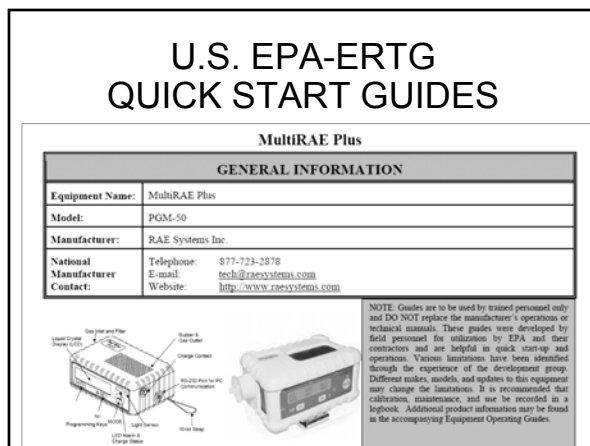 U.S. EPA-ERTG
QUICK START GUIDES
MultiRAE Plus
GENERAL INFORMATION
Equipment Name: MultiRAE Plus
Model: PGM-50
Manufacturer: RAE Systems Inc.
National Manufacturer Contact:
Telephone: 877-723-2878
E-mail: tech@raesystems.com
Website: http://www.raesystems.com
Gas Inlet and Filter
Liquid Crystal
Display (LCD)
Buzzer &
Gas Outlet
Charge Contact
RS-232 Port for PC
Communication
N/-
Programming Keys
MODE
Light Sensor
Wrist Strap
LED Alarm &
Charge Status
NOTE: Guides are to be used by trained personnel only
and DO NOT replace the manufacturer's operations or
technical manuals. These guides were developed by
field personnel for utilization by EPA and their
contractors and are helpful in quick start-up and
operations. Various limitations have been identified
through the experience of the development group.
Different makes, models, and updates to this equipment
may change the limitations. It is recommended that
calibration, maintenance, and use be recorded in a
logbook. Additional product information may be found
in the accompanying Equipment Operating Guides.